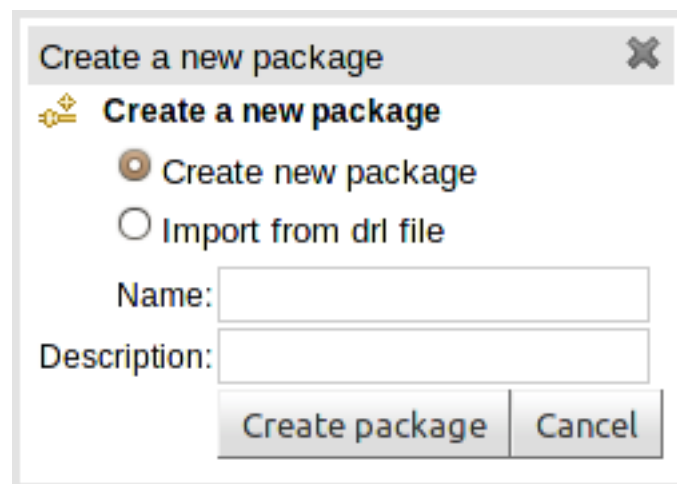 Create a new package
Create a new package
Create new package
Import from drl file
Name:
Description:
Create package Cancel